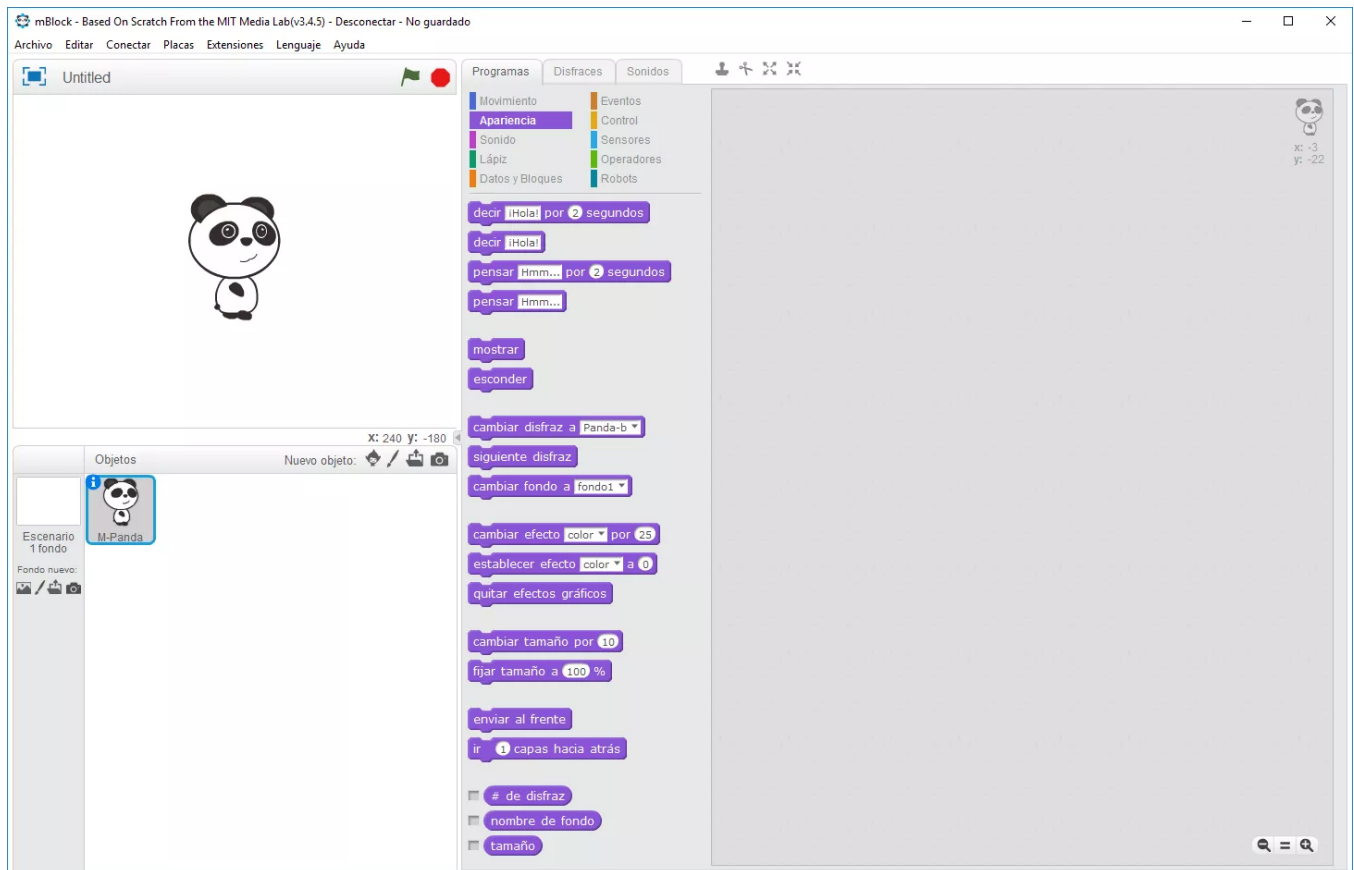 mBlock - Based On Scratch From the MIT Media Lab(v3.4.5) - Desconectar - No guardado
Archivo Editar Conectar Placas Extensiones Lenguaje Ayuda
Untitled
X: 240 y: -180
Objetos
Nuevo objeto:
Escenario
1 fondo
Fondo nuevo:
M-Panda
Programas Disfraces Sonidos
Movimiento
Apariencia
Sonido
Lápiz
Datos y Bloques
Eventos
Control
Sensores
Operadores
Robots
decir ¡Hola! por 2 segundos
decir ¡Hola!
pensar Hmm... por 2 segundos
pensar Hmm...
mostrar
esconder
cambiar disfraz a Panda-b
siguiente disfraz
cambiar fondo a fondo1
cambiar efecto color por 25
establecer efecto color a 0
quitar efectos gráficos
cambiar tamaño por 10
fijar tamaño a 100 %
enviar al frente
ir 1 capas hacia atrás
# de disfraz
nombre de fondo
tamaño
x: -3
y: -22